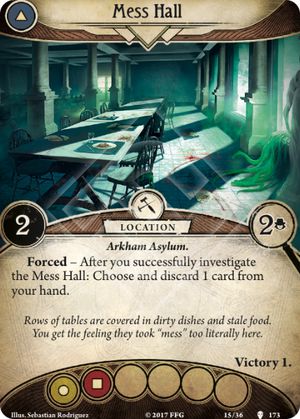 Mess Hall
2
LOCATION
2
Arkham Asylum.
Forced – After you successfully investigate
the Mess Hall: Choose and discard 1 card from
your hand.
Rows of tables are covered in dirty dishes and stale food.
You get the feeling they took “mess” too literally here.
Victory 1.
Illus. Sebastian Rodriguez
© 2017 FFG
15/36
173